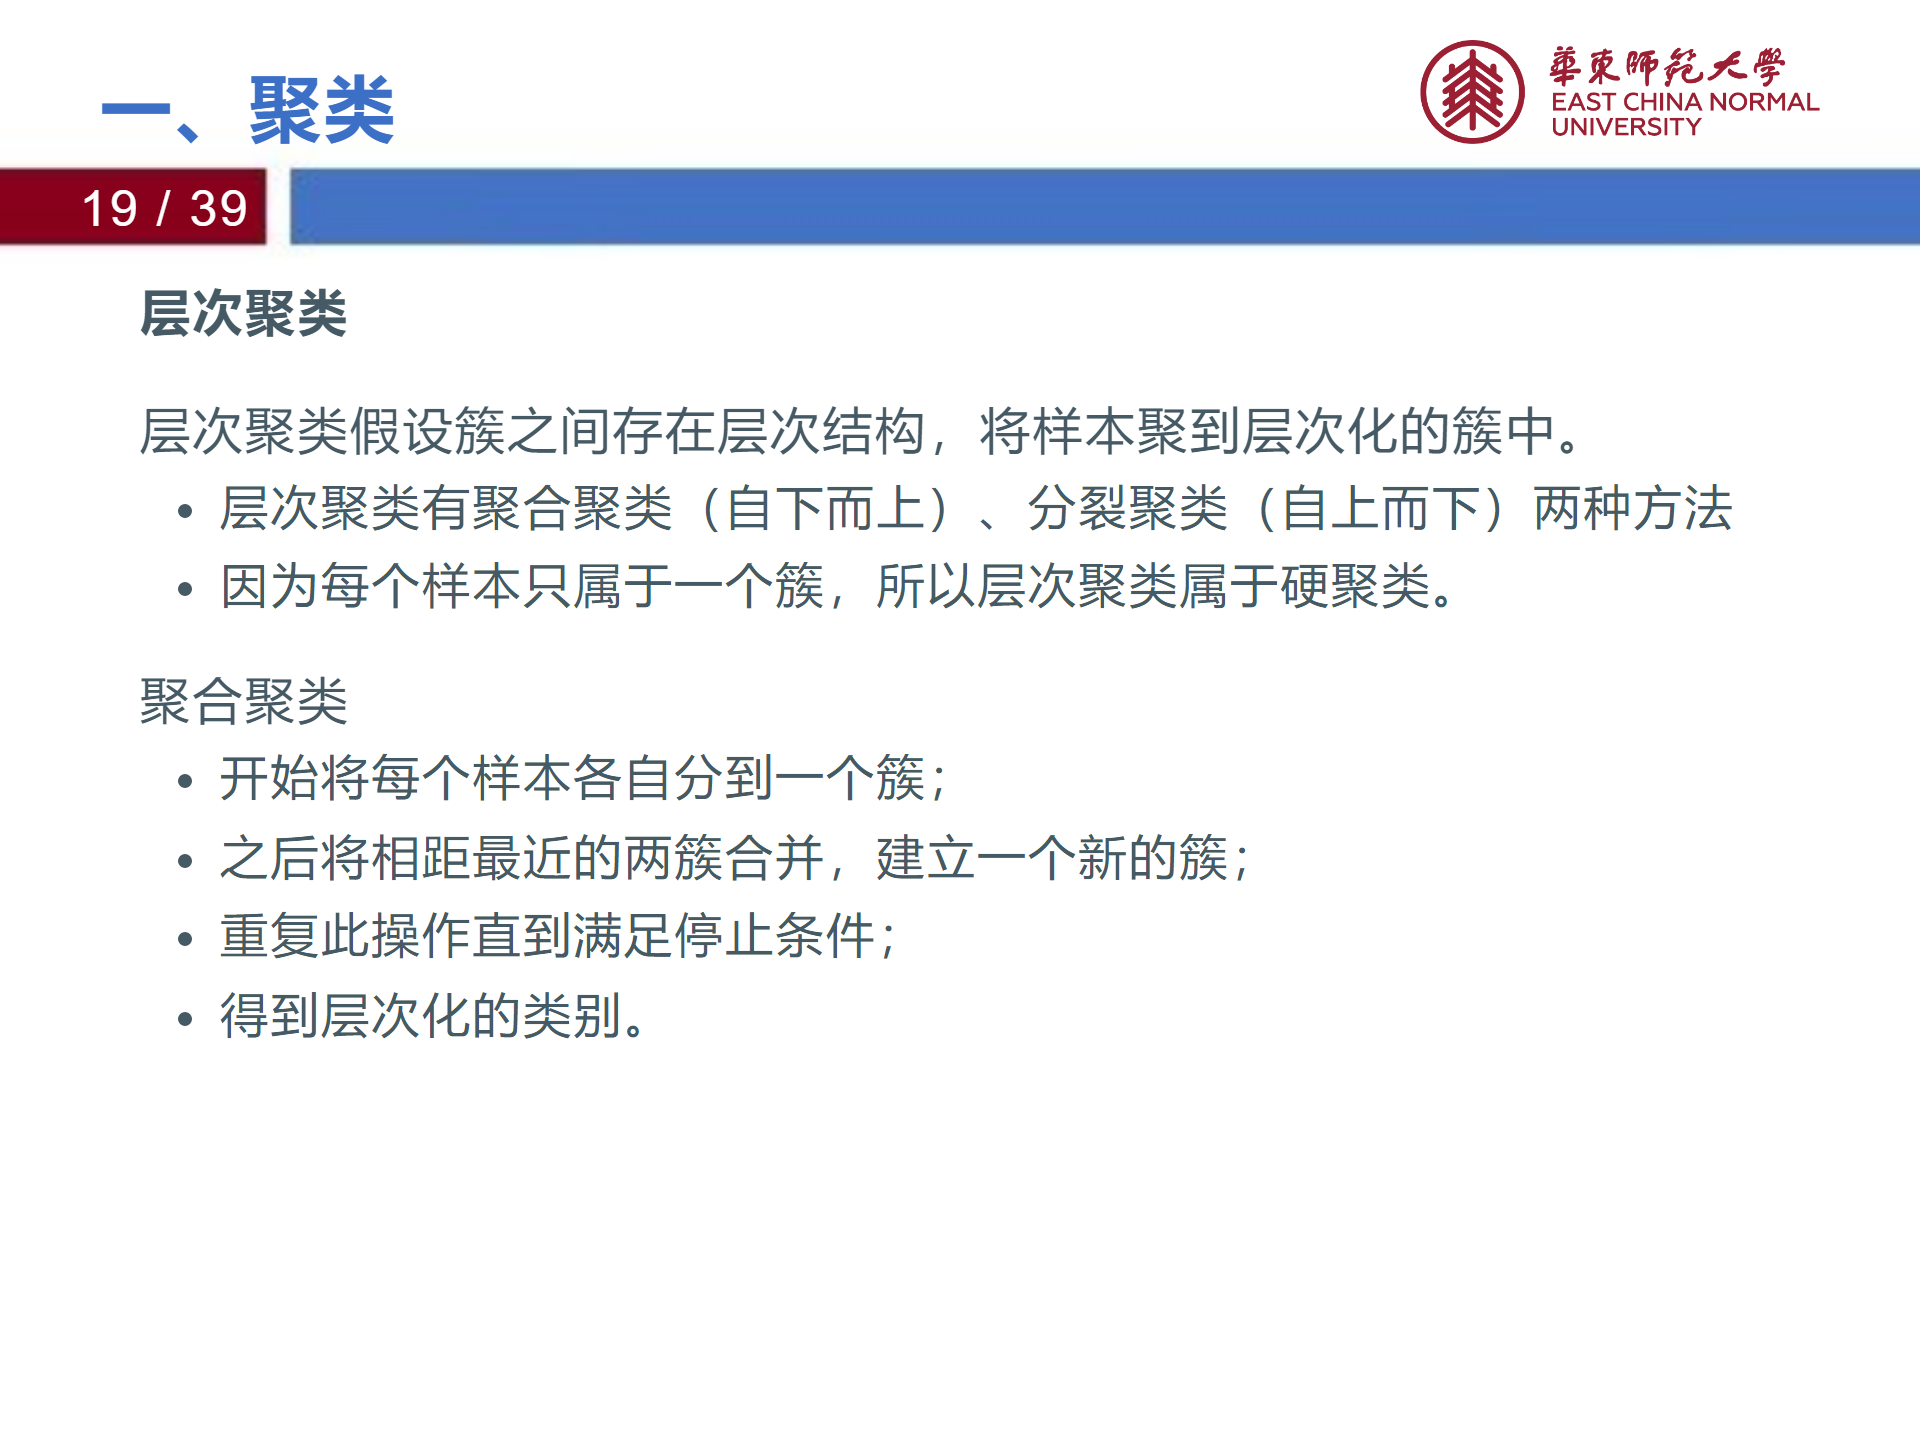 一、聚类
華東师範大學
EAST CHINA NORMAL
UNIVERSITY
19 / 39
层次聚类
层次聚类假设簇之间存在层次结构，将样本聚到层次化的簇中。
• 层次聚类有聚合聚类（自下而上）、分裂聚类（自上而下）两种方法
• 因为每个样本只属于一个簇，所以层次聚类属于硬聚类。
聚合聚类
• 开始将每个样本各自分到一个簇；
• 之后将相距最近的两簇合并，建立一个新的簇；
• 重复此操作直到满足停止条件；
• 得到层次化的类别。